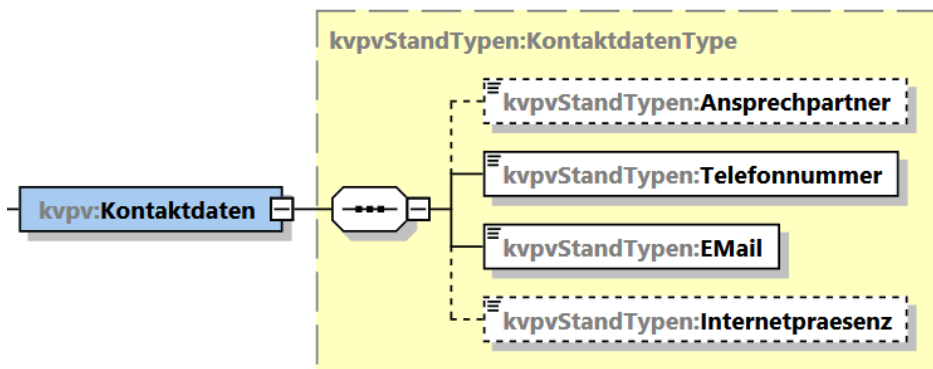 kvpvStandTypen:KontaktdatenType
kvpvStandTypen:Ansprechpartner
kvpvStandTypen:Telefonnummer
kvpv:Kontaktdaten
kvpvStandTypen:EMail
kvpvStandTypen:Internetpraesenz